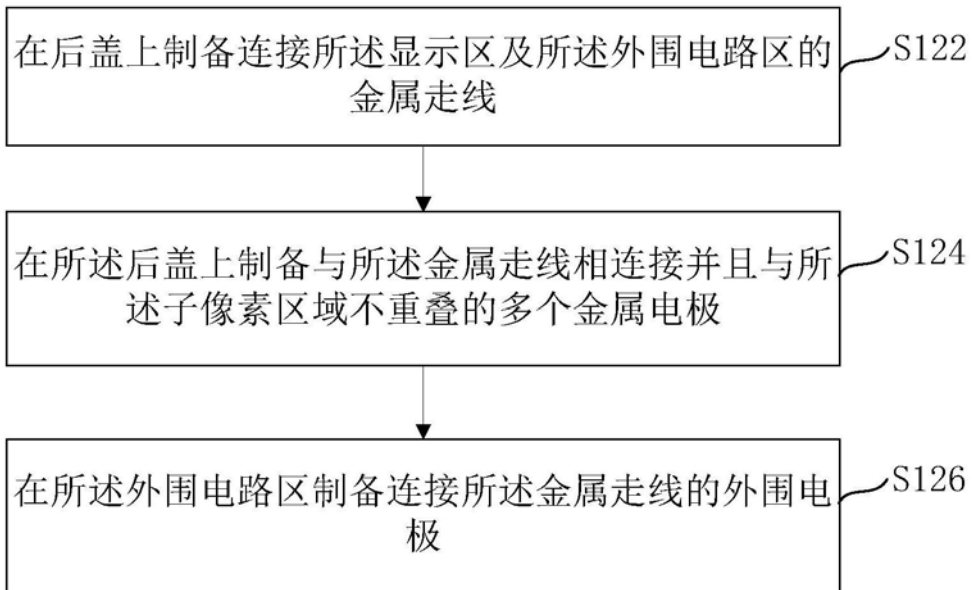 在后盖上制备连接所述显示区及所述外围电路区的
金属走线
S122
在所述后盖上制备与所述金属走线相连接并且与所
述子像素区域不重叠的多个金属电极
S124
在所述外围电路区制备连接所述金属走线的外围电
极
S126